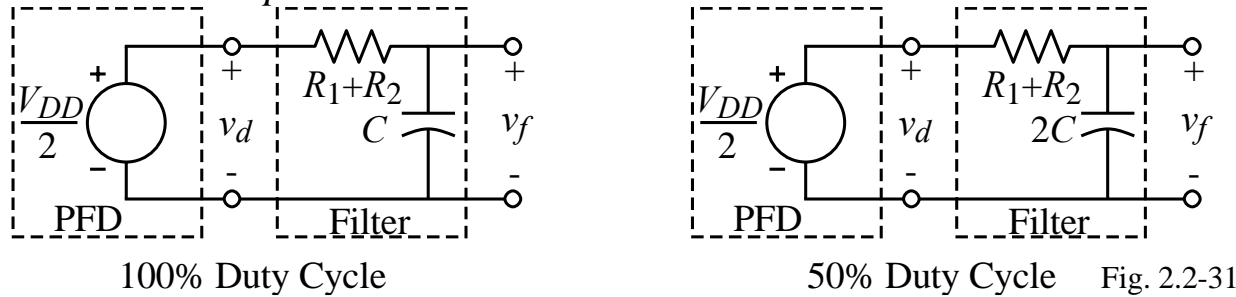 p
+
R1+R2
+
VDD
2
vd
C
vf
−
-
-
PFD
Filter
100% Duty Cycle
+
+
R1+R2
+
VDD
2
vd
2C
vf
−
-
-
PFD
Filter
50% Duty Cycle
Fig. 2.2-31